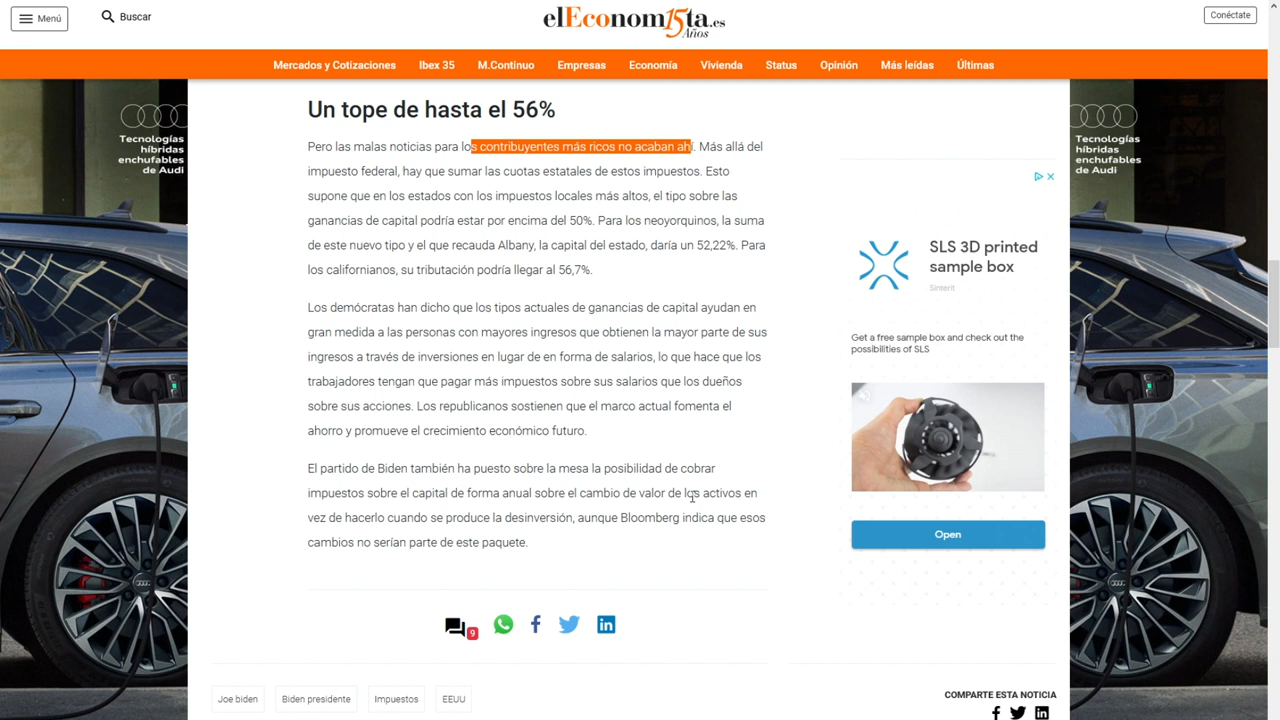 Menú
Buscar
elEconom15ta.es
Años
Conéctate
Mercados y Cotizaciones Ibex 35 M.Continuo Empresas Economía Vivienda Status Opinión Más leídas Últimas
Tecnologías
híbridas
enchufables
de Audi
Un tope de hasta el 56%
Pero las malas noticias para los contribuyentes más ricos no acaban ahí. Más allá del
impuesto federal, hay que sumar las cuotas estatales de estos impuestos. Esto
supone que en los estados con los impuestos locales más altos, el tipo sobre las
ganancias de capital podría estar por encima del 50%. Para los neoyorquinos, la suma
de este nuevo tipo y el que recauda Albany, la capital del estado, daría un 52,22%. Para
los californianos, su tributación podría llegar al 56,7%.
Los demócratas han dicho que los tipos actuales de ganancias de capital ayudan en
gran medida a las personas con mayores ingresos que obtienen la mayor parte de sus
ingresos a través de inversiones en lugar de en forma de salarios, lo que hace que los
trabajadores tengan que pagar más impuestos sobre sus salarios que los dueños
sobre sus acciones. Los republicanos sostienen que el marco actual fomenta el
ahorro y promueve el crecimiento económico futuro.
El partido de Biden también ha puesto sobre la mesa la posibilidad de cobrar
impuestos sobre el capital de forma anual sobre el cambio de valor de los activos en
vez de hacerlo cuando se produce la desinversión, aunque Bloomberg indica que esos
cambios no serían parte de este paquete.
9
Joe biden Biden presidente Impuestos EEUU
SLS 3D printed
sample box
Sinterit
Get a free sample box and check out the
possibilities of SLS
Open
COMPARTE ESTA NOTICIA
Tecnologías
híbridas
enchufables
de Audi